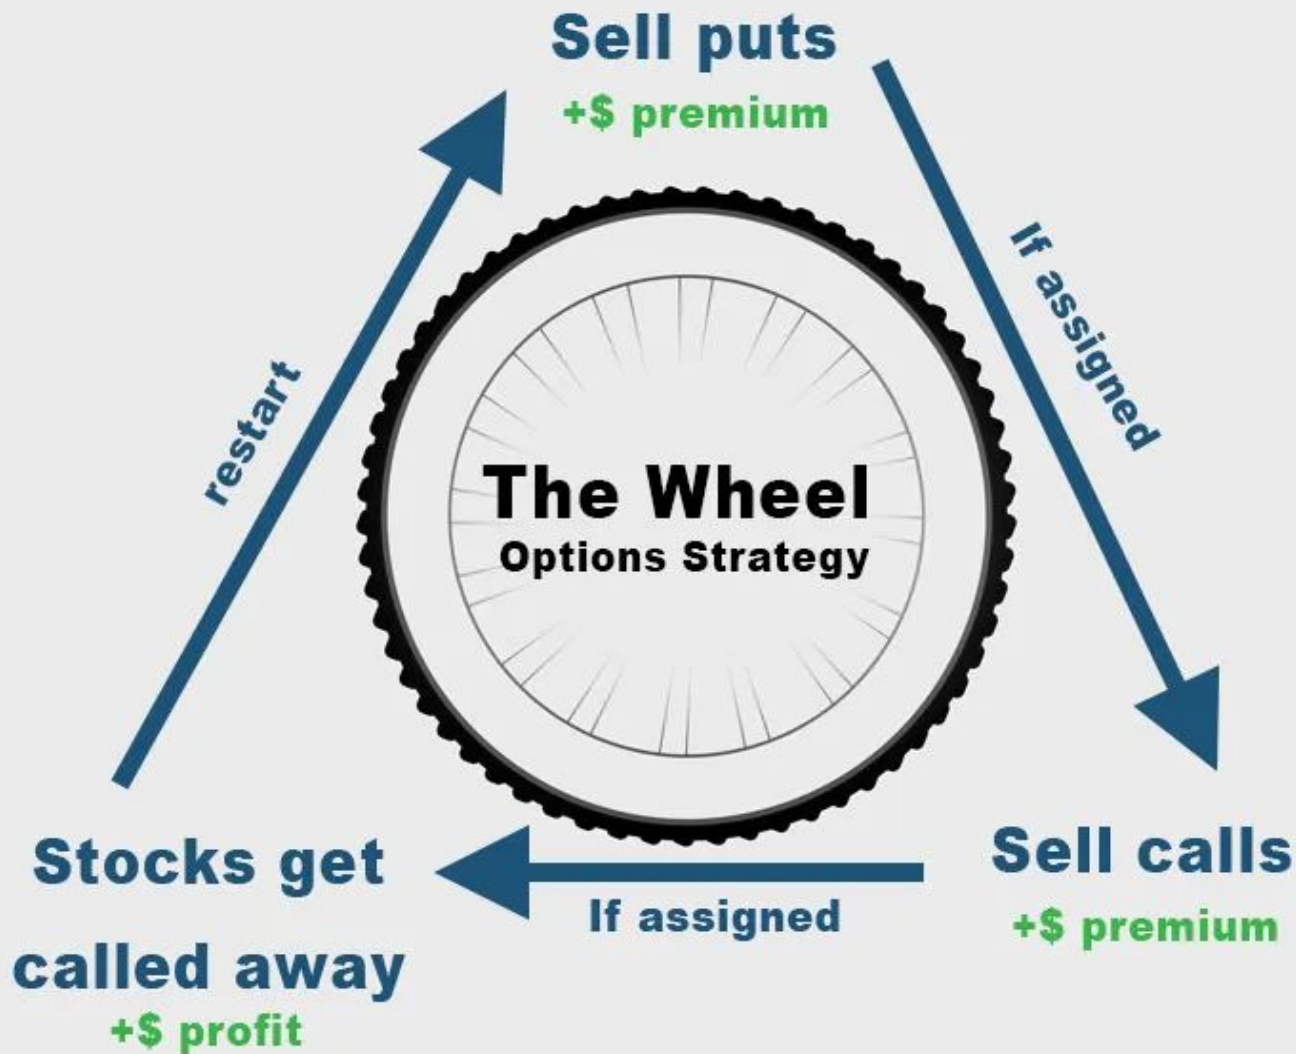 Sell puts
+$ premium
If assigned
Sell calls
+$ premium
If assigned
Stocks get
called away
+$ profit
restart
The Wheel
Options Strategy